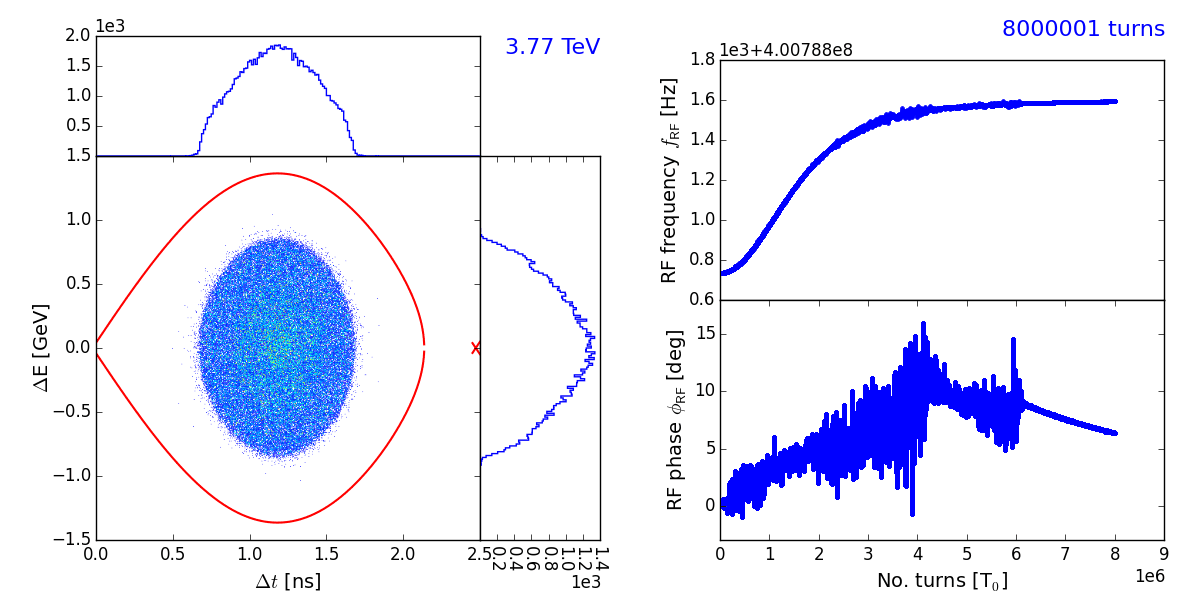 1e3
2.0
1.5
1.0
0.5
3.77 TeV
1.5
1.0
0.5
0.0
−0.5
−1.0
−1.5
ΔE [GeV]
0.0 0.5 1.0 1.5 2.0 2.5
Δt [ns]
0.2 0.4 0.6 0.8 1.0 1.2 1.4
1e3
8000001 turns
1e3+4.00788e8
1.8
1.6
1.4
1.2
1.0
0.8
0.6
RF frequency f_RF [Hz]
15
10
5
0
RF phase ϕ_RF [deg]
0 1 2 3 4 5 6 7 8 9
1e6
No. turns [T_0]